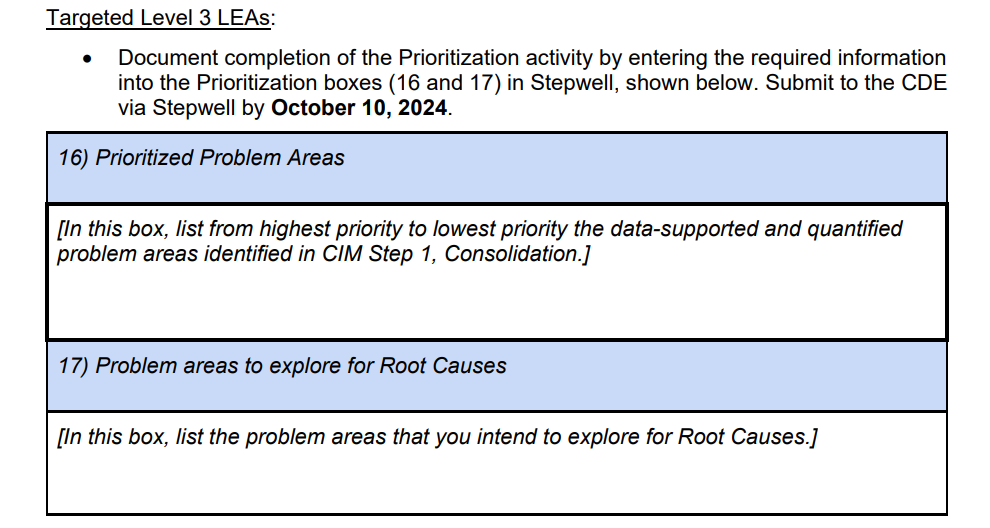 Targeted Level 3 LEAs:
• Document completion of the Prioritization activity by entering the required information
into the Prioritization boxes (16 and 17) in Stepwell, shown below. Submit to the CDE
via Stepwell by October 10, 2024.
16) Prioritized Problem Areas
[In this box, list from highest priority to lowest priority the data-supported and quantified
problem areas identified in CIM Step 1, Consolidation.]
17) Problem areas to explore for Root Causes
[In this box, list the problem areas that you intend to explore for Root Causes.]